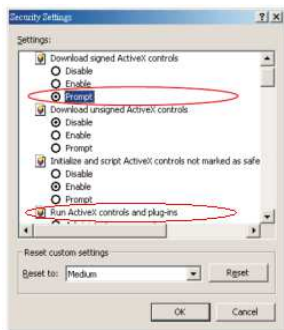 Security Settings
Settings:
Download signed ActiveX controls
Disable
Enable
Prompt
Download unsigned ActiveX controls
Disable
Enable
Prompt
Initialize and script ActiveX controls not marked as safe
Disable
Enable
Prompt
Run ActiveX controls and plug-ins
Reset custom settings
Reset to: Medium Reset
OK Cancel